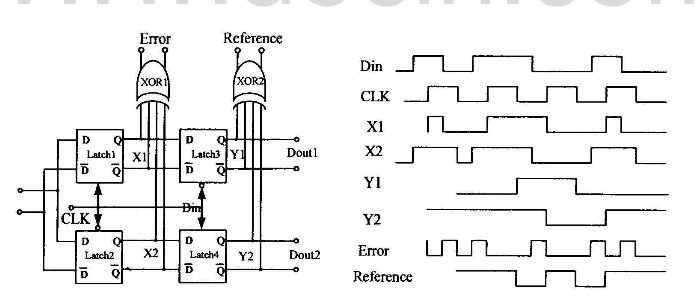 Error
Reference
XOR1
XOR2
D Q
Latch1
D Q
X1
D Q
Latch3
D Q
Y1
Dout1
CLK
Din
D Q
Latch2
D Q
X2
D Q
Latch4
D Q
Y2
Dout2
Din
CLK
X1
X2
Y1
Y2
Error
Reference